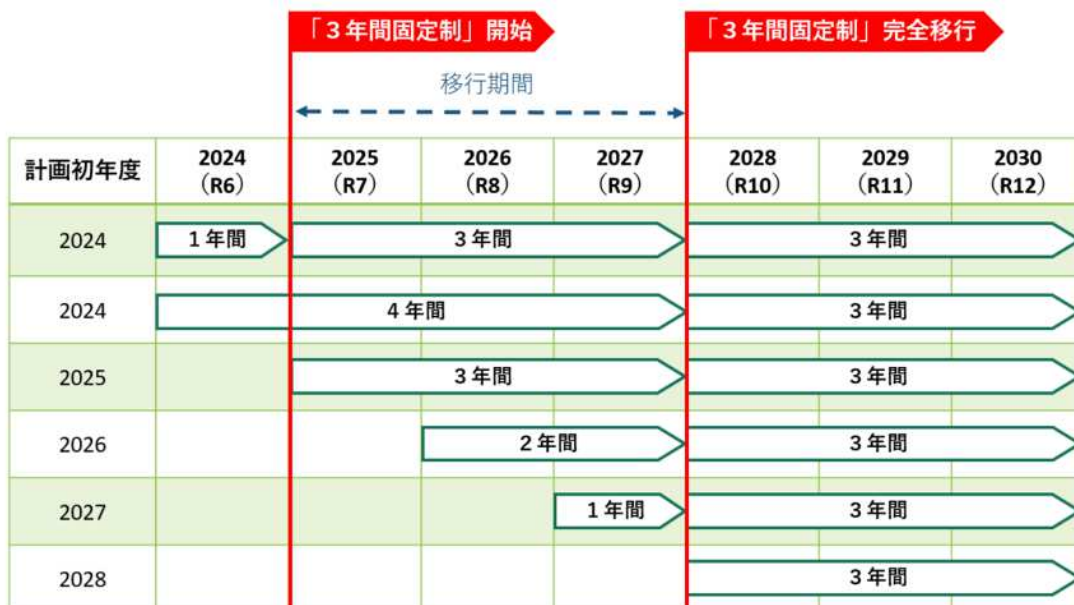 「３年間固定制」開始
「３年間固定制」完全移行
移行期間
計画初年度 2024 2025 2026 2027 2028 2029 2030
（R6） （R7） （R8） （R9） （R10） （R11） （R12）
2024 １年間 ３年間 ３年間
2024 ４年間 ３年間
2025 ３年間 ３年間
2026 ２年間 ３年間
2027 １年間 ３年間
2028 ３年間